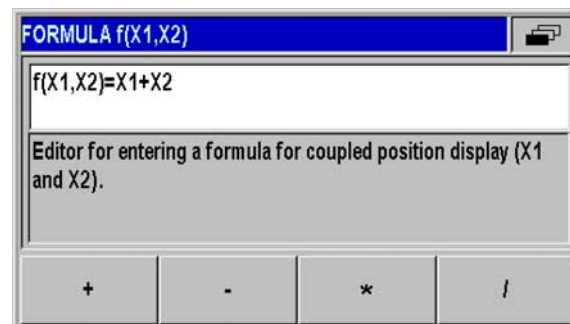 FORMULA f(X1,X2)
f(X1,X2)=X1+X2
Editor for entering a formula for coupled position display (X1
and X2).
+ - * /